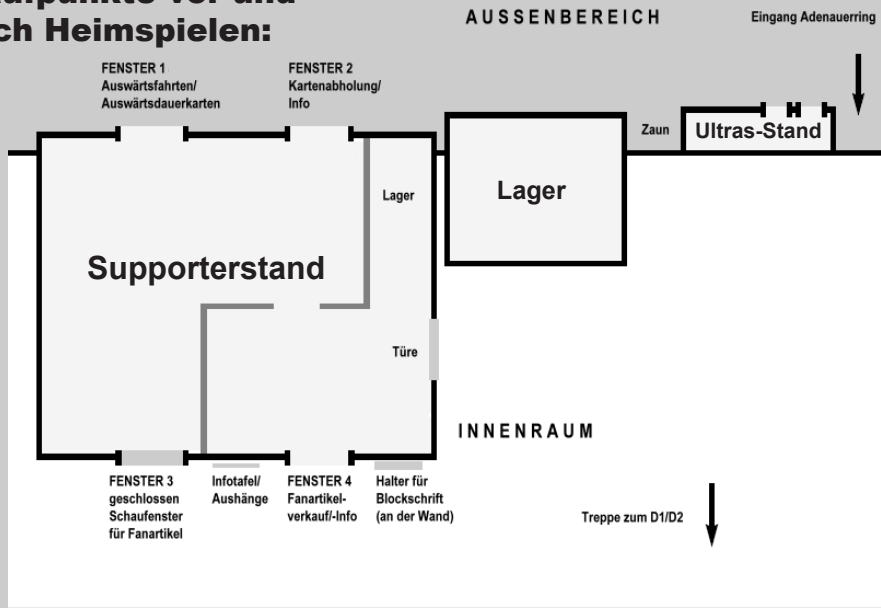 ch Heimspielen:
AUSSENBEREICH
Eingang Adenauerring
FENSTER 1
Auswärtsfahrten/
Auswärtsdauerkarten
FENSTER 2
Kartenabholung/
Info
Zaun
Ultras-Stand
Lager
Lager
Supporterstand
Türe
INNENRAUM
FENSTER 3
geschlossen
Schaufenster
für Fanartikel
Infotafel/
Aushänge
FENSTER 4
Fanartikel-
verkauf/-Info
Halter für
Blockschrift
(an der Wand)
Treppe zum D1/D2